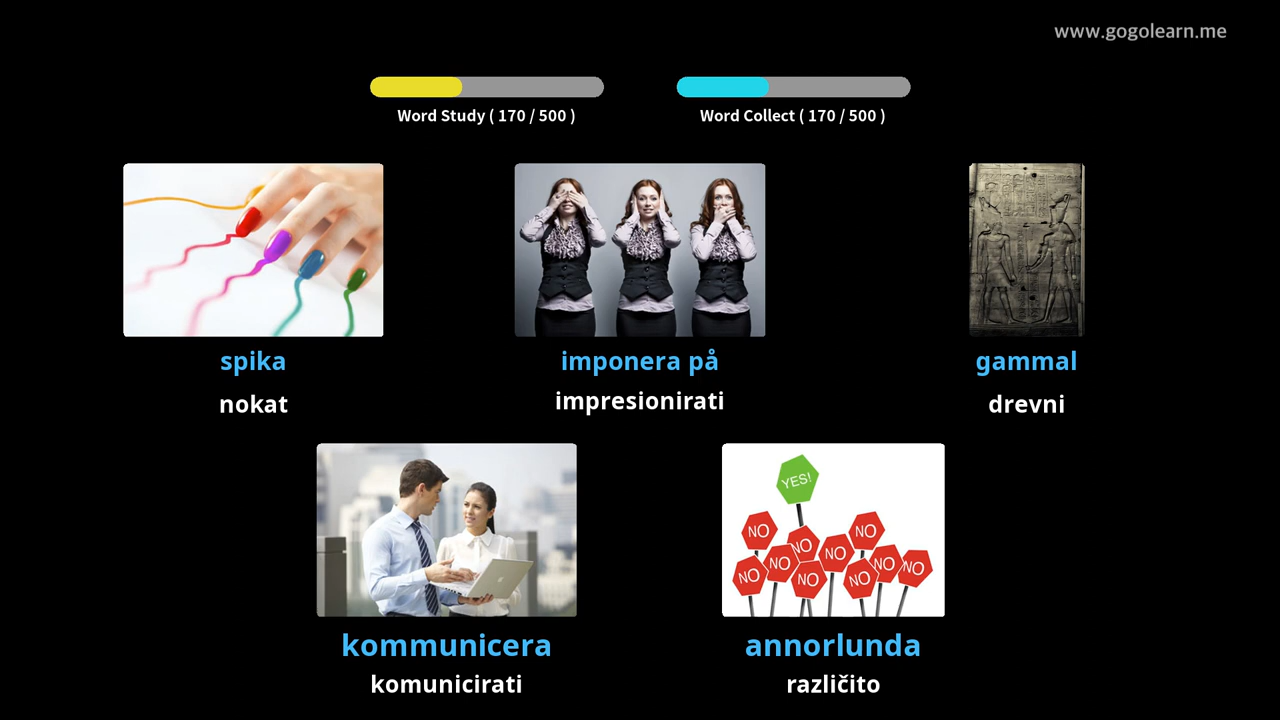 www.gogolearn.me
Word Study ( 170 / 500 )
Word Collect ( 170 / 500 )
spika
imponera på
gammal
nokat
impresionirati
drevni
YES!
NO
NO
NO
NO
NO
NO
NO
NO
NO
NO
kommunicera
annorlunda
komunicirati
različito